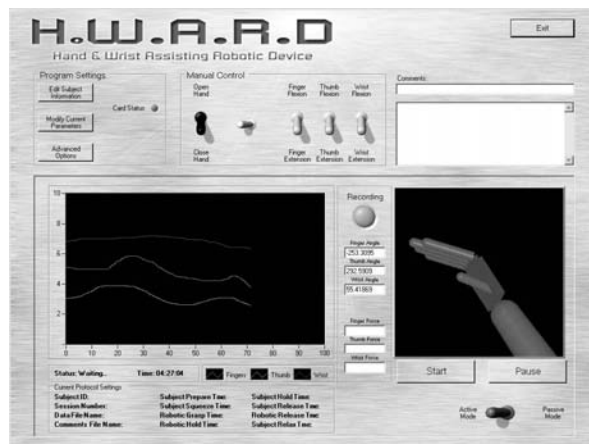 H.W.A.R.D
Hand & Wrist Assisting Robotic Device
Exit
Program Settings
Edit Subject
Information
Card Status
Modify Current
Parameters
Advanced
Options
Manual Control
Open
Hand
Finger
Flexion
Thumb
Flexion
Wrist
Flexion
Close
Hand
Finger
Extension
Thumb
Extension
Wrist
Extension
Comments:
10
8
6
4
2
0 10 20 30 40 50 60 70 80 90 100
Recording
Finger Angle
-253.3095
Thumb Angle
292.5909
Wrist Angle
55.41869
Finger Force
Thumb Force
Wrist Force
Status: Waiting..
Time: 04:27:04
Fingers
Thumb
Wrist
Start
Pause
Current Protocol Settings
Subject ID: Subject Prepare Time: Subject Hold Time:
Session Number: Subject Squeeze Time: Subject Release Time:
Data File Name: Robotic Grasp Time: Robotic Release Time:
Comments File Name: Robotic Hold Time: Subject Relax Time:
Active
Mode
Passive
Mode